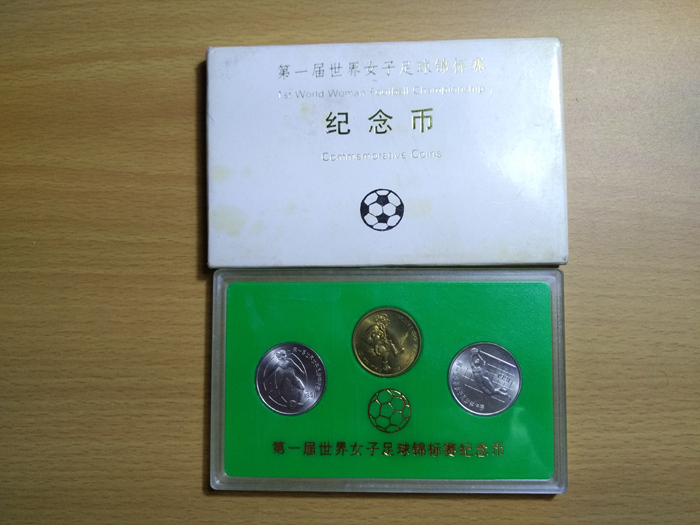 第一届世界女子足球锦标赛
1st World Woman Football Championship
纪念币
Commemorative Coins
第一届世界女子足球锦标赛纪念币